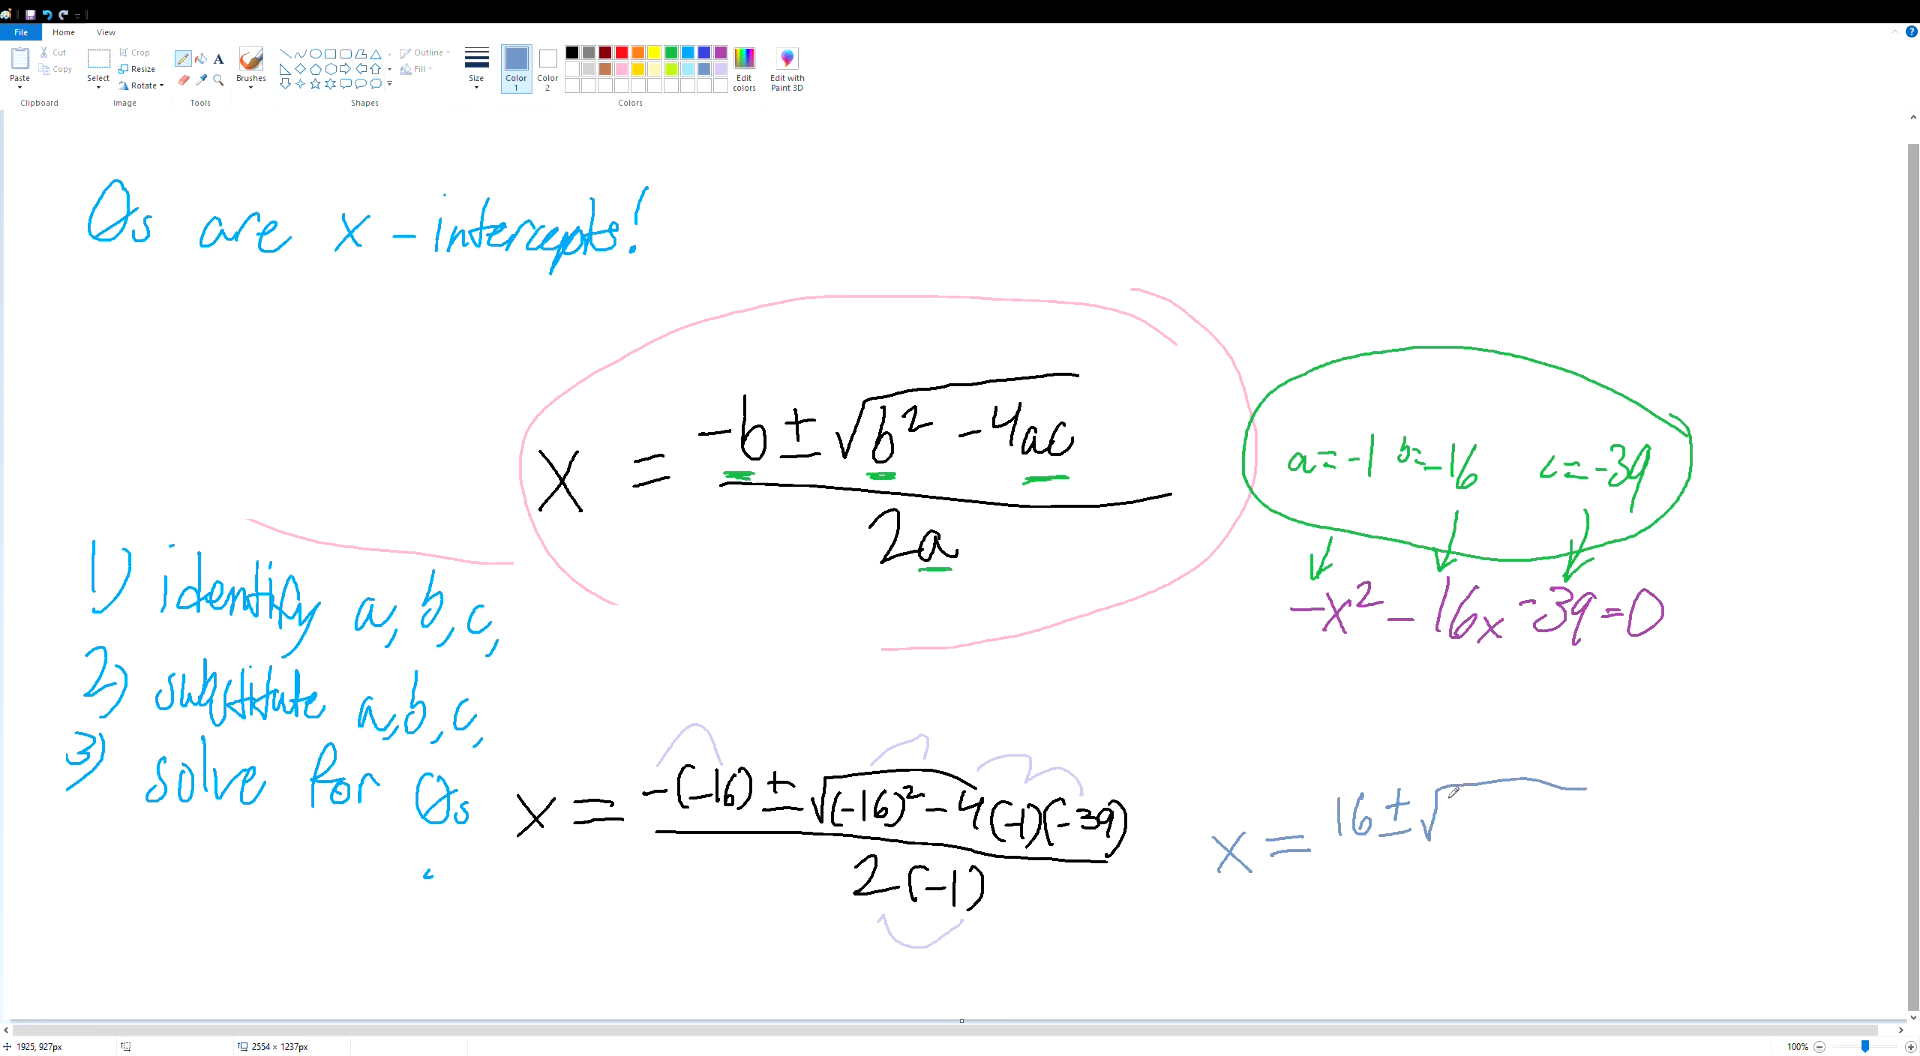 File Home View
Paste
Cut
Copy
Clipboard
Select
Crop
Resize
Rotate
Image
A
Tools
Brushes
Outline
Fill
Shapes
Size
Color 1
Color 2
Edit colors
Edit with Paint 3D
Colors
0s are x-intercepts!
x = -b ± √b² - 4ac
2a
a=-1 b=-16 c=-39
-x² - 16x - 39 = 0
1) identify a, b, c,
2) substitute a, b, c,
3) solve for 0s
x = -(-16) ± √(-16)² - 4(-1)(-39)
2(-1)
x = 16 ± √
1925, 927px
2554 × 1237px
100%